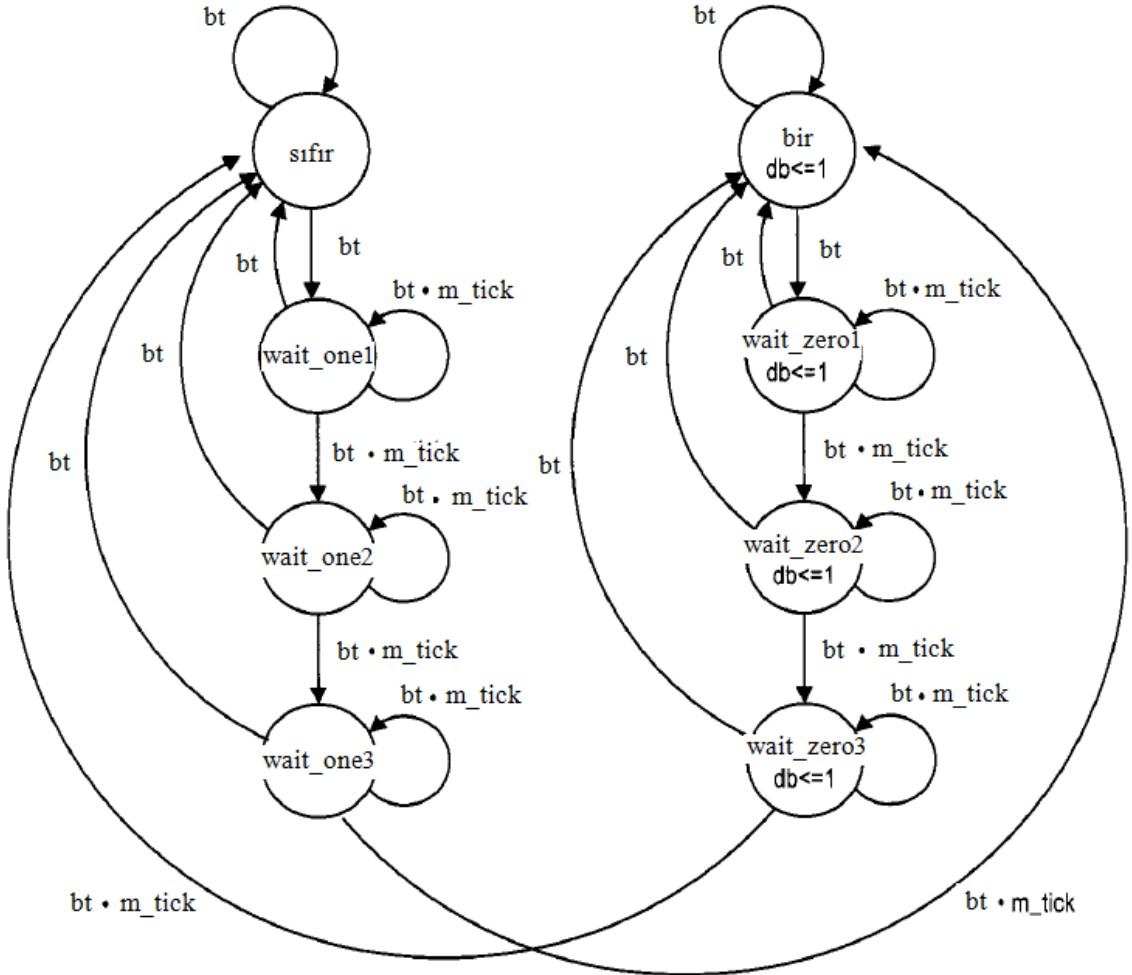 bt
bt
sıfır
bir
db<=1
bt
bt
bt
bt
bt • m_tick
bt • m_tick
wait_one1
wait_zero1
db<=1
bt
bt
bt • m_tick
bt • m_tick
bt
bt
bt • m_tick
bt • m_tick
wait_one2
wait_zero2
db<=1
bt • m_tick
bt • m_tick
bt • m_tick
bt • m_tick
wait_one3
wait_zero3
db<=1
bt • m_tick
bt • m_tick